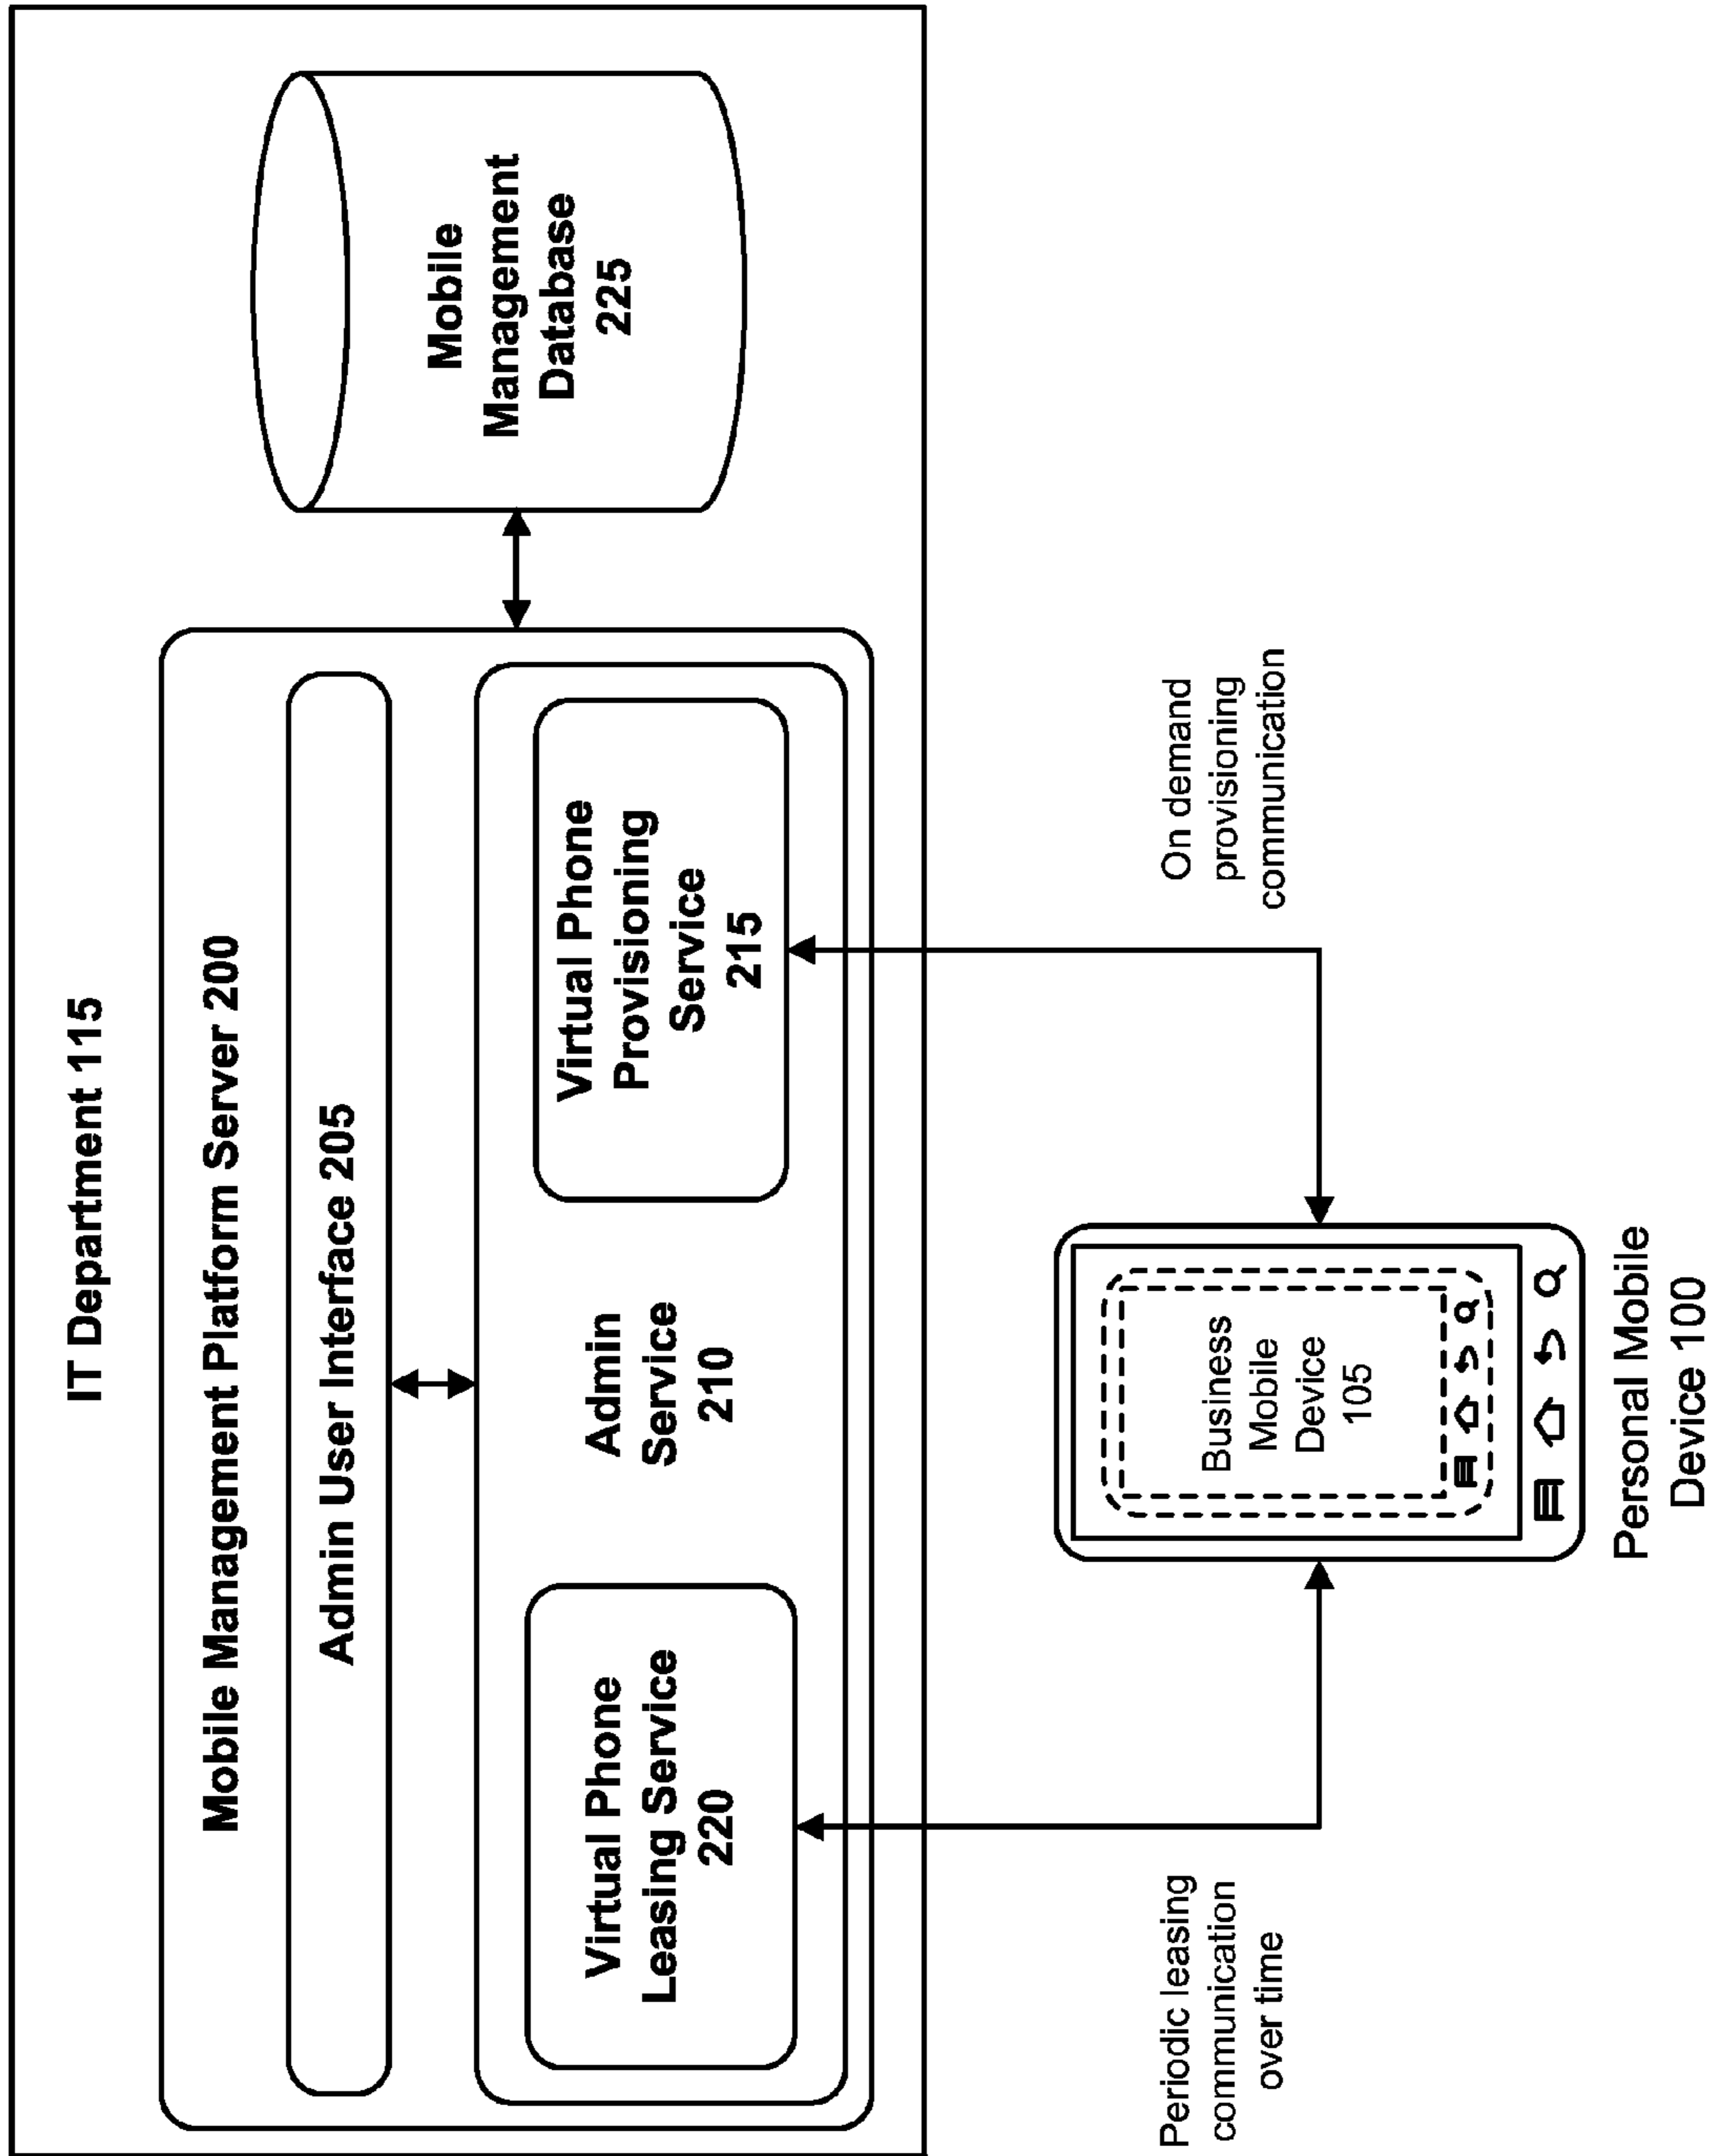 IT Department 115
Mobile Management Platform Server 200
Admin User Interface 205
Virtual Phone
Leasing Service
220
Admin
Service
210
Virtual Phone
Provisioning
Service
215
Mobile
Management
Database
225
Periodic leasing
communication
over time
On demand
provisioning
communication
Business
Mobile
Device
105
Personal Mobile
Device 100